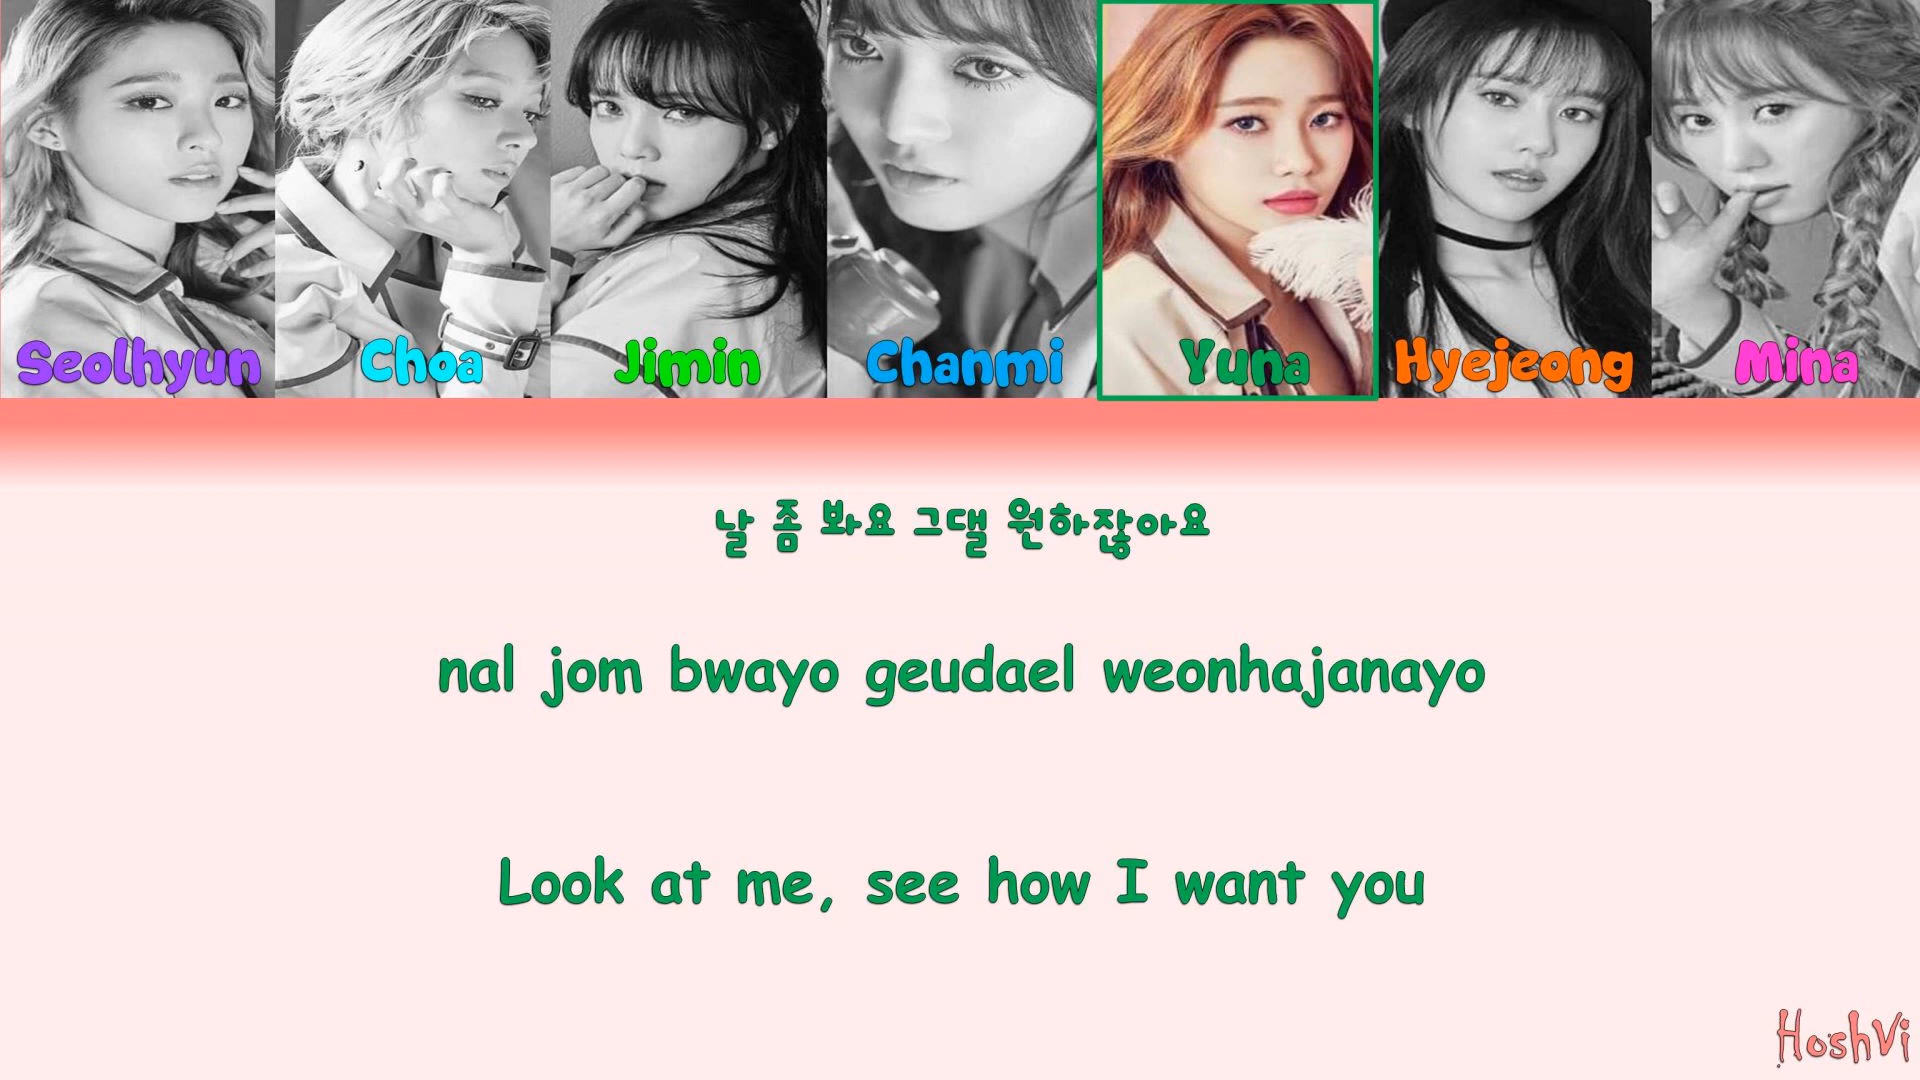 Seolhyun Choa Jimin Chanmi Yuna Hyejeong Mina
날 좀 봐요 그댈 원하잖아요
nal jom bwayo geudael weonhajanayo
Look at me, see how I want you
HoshVi